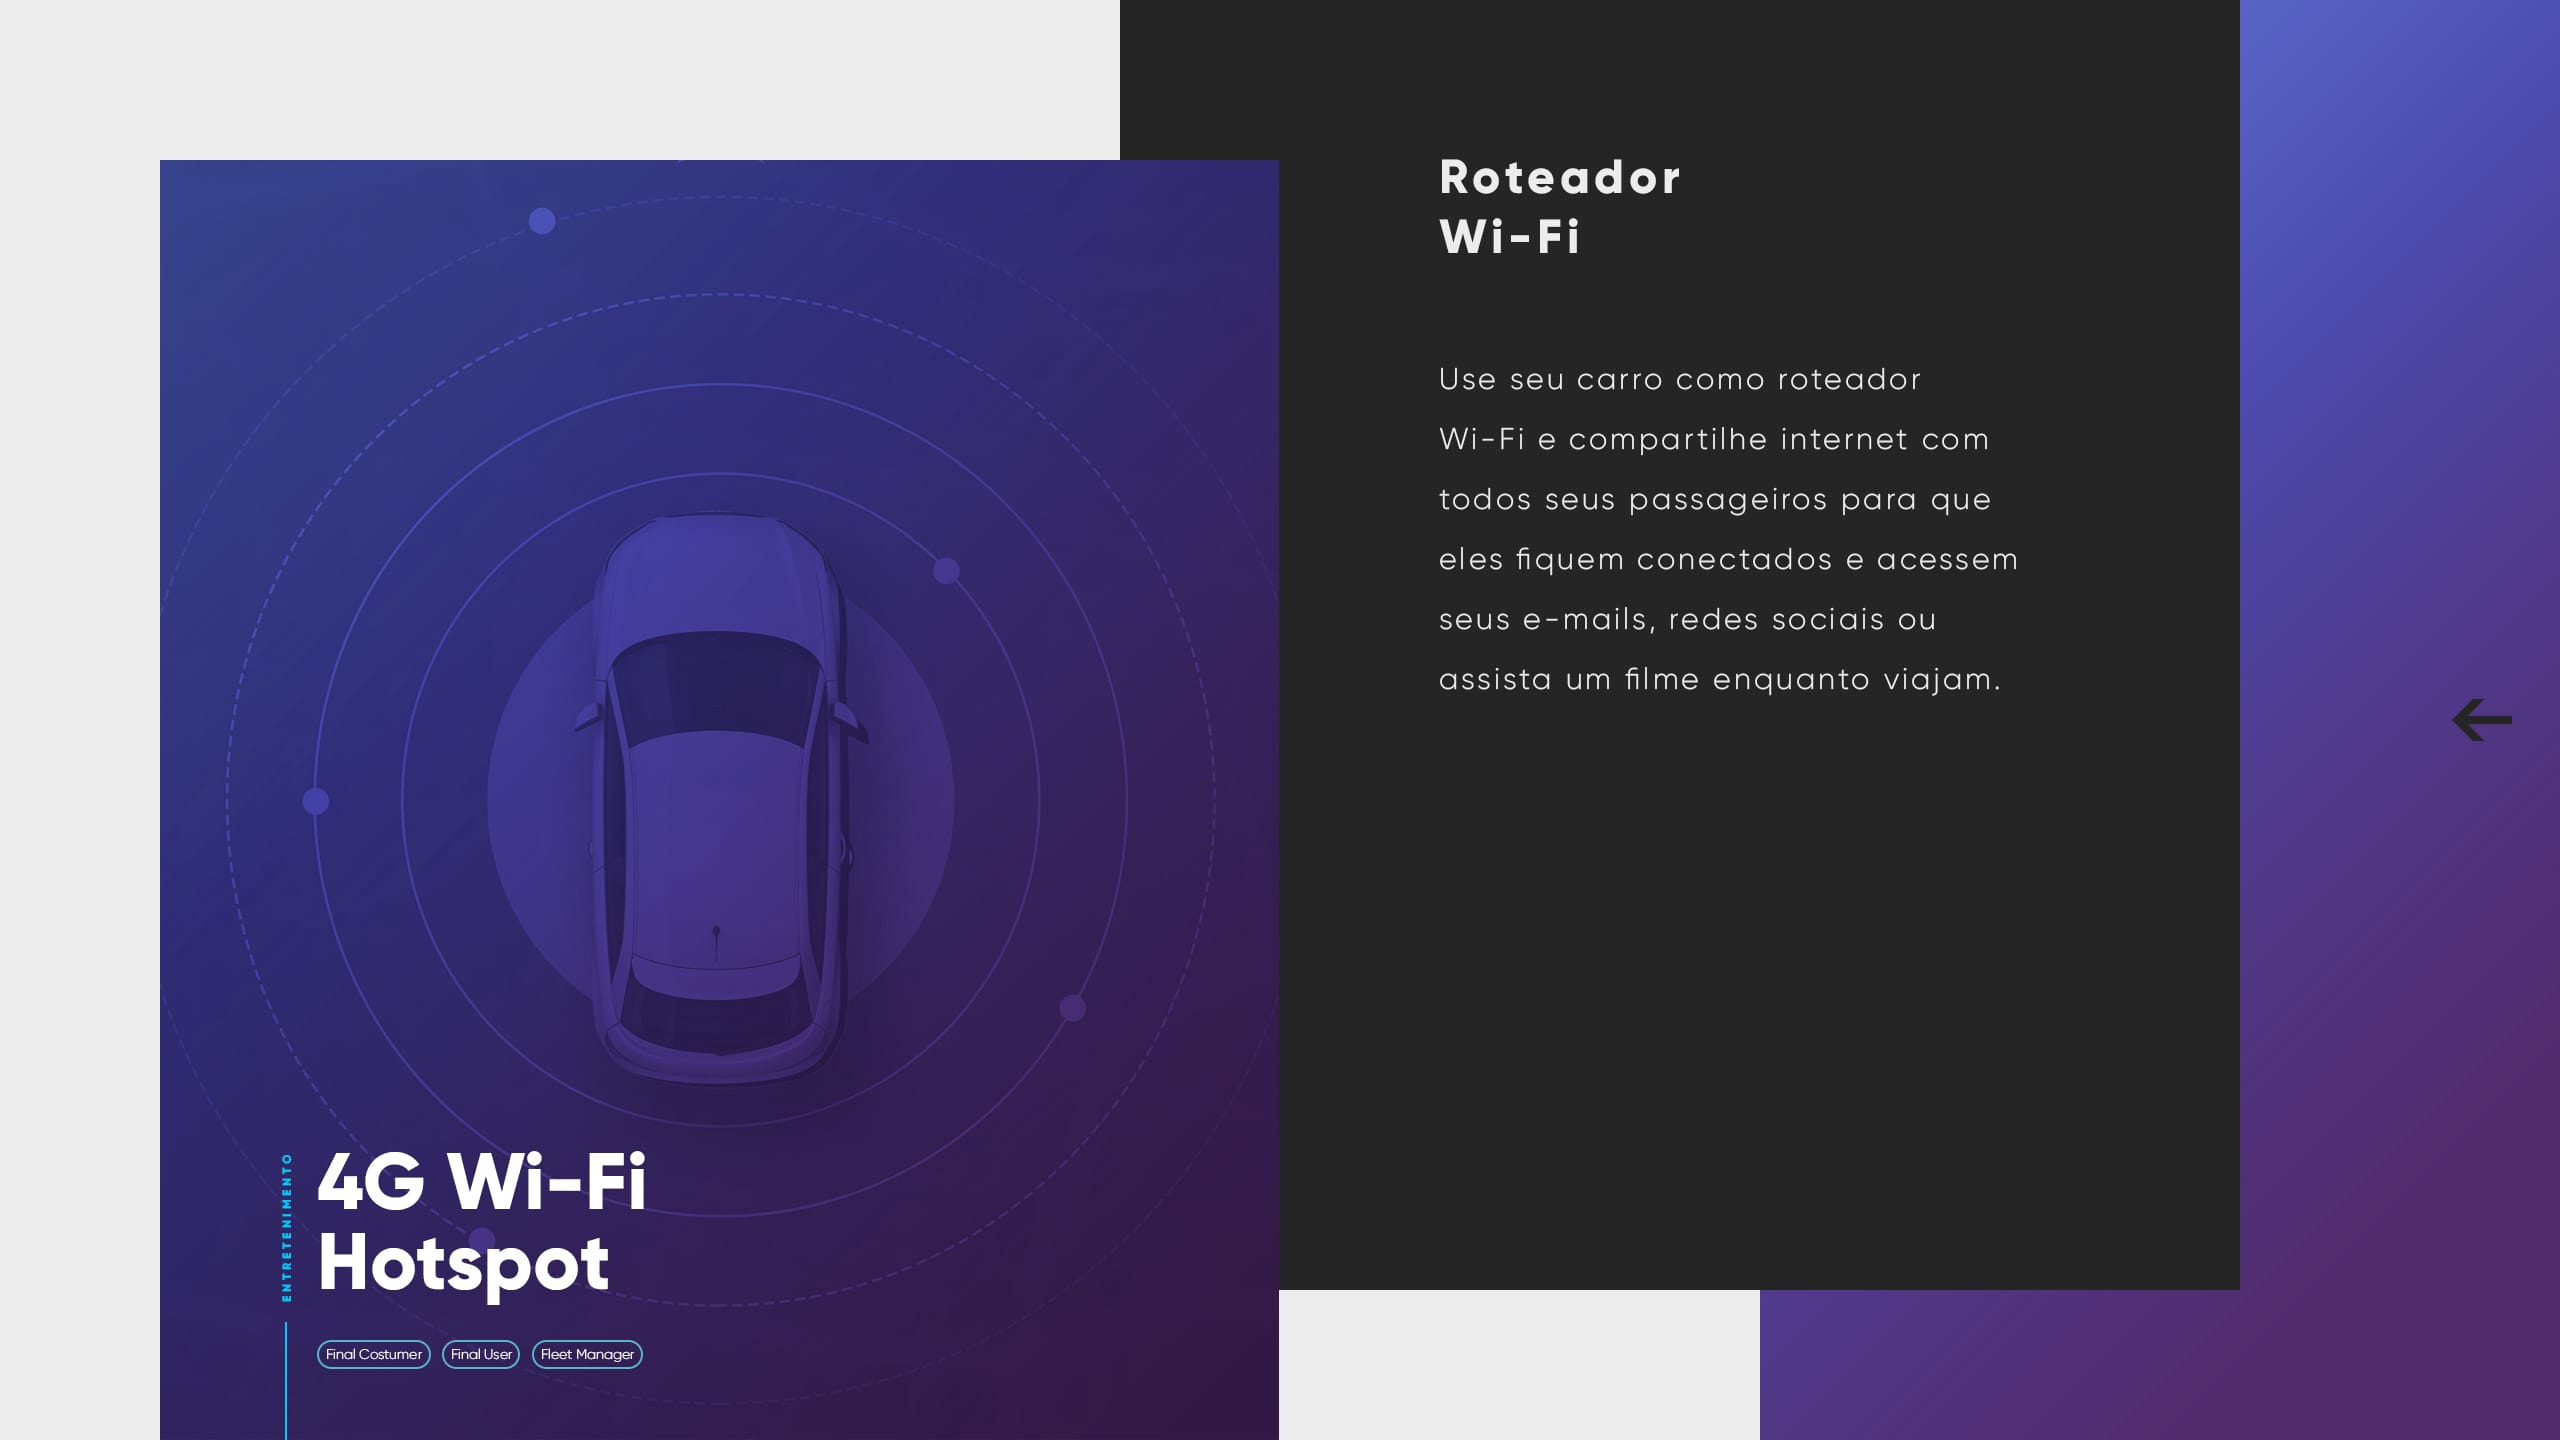 ENTRETENIMENTO
4G Wi-Fi
Hotspot
Final Costumer
Final User
Fleet Manager
Roteador
Wi-Fi
Use seu carro como roteador
Wi-Fi e compartilhe internet com
todos seus passageiros para que
eles fiquem conectados e acessem
seus e-mails, redes sociais ou
assista um filme enquanto viajam.